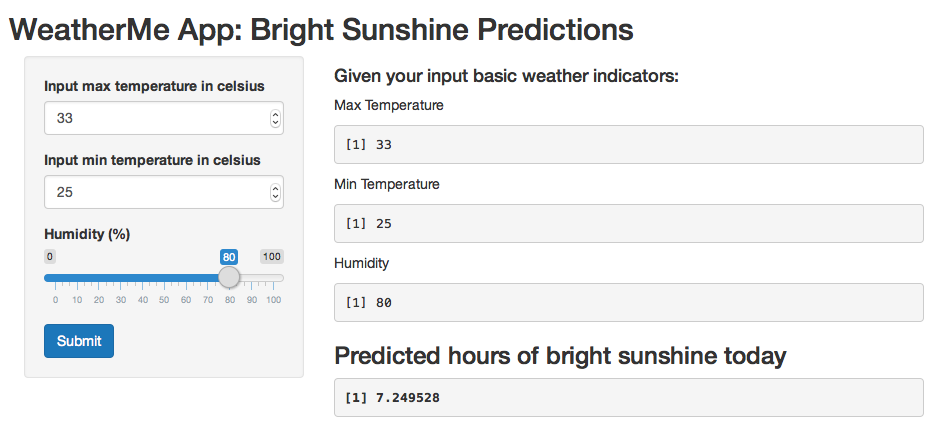 WeatherMe App: Bright Sunshine Predictions
Input max temperature in celsius
33
Input min temperature in celsius
25
Humidity (%)
0 80 100
0 10 20 30 40 50 60 70 80 90 100
Submit
Given your input basic weather indicators:
Max Temperature
[1] 33
Min Temperature
[1] 25
Humidity
[1] 80
Predicted hours of bright sunshine today
[1] 7.249528